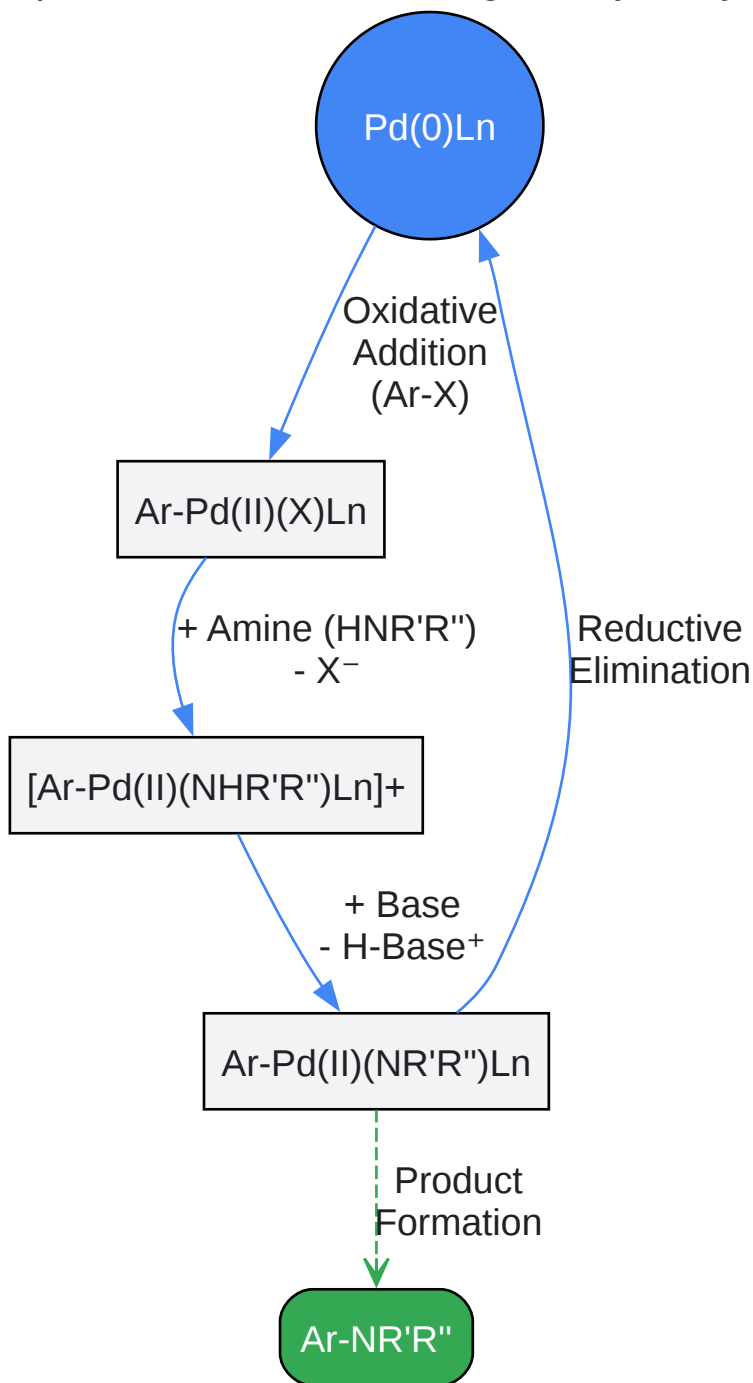 Pd(0)Ln
Oxidative
Addition
(Ar-X)
Ar-Pd(II)(X)Ln
+ Amine (HNR'R")
- X⁻
Reductive
Elimination
[Ar-Pd(II)(NHR'R")Ln]+
+ Base
- H-Base⁺
Ar-Pd(II)(NR'R")Ln
Product
Formation
Ar-NR'R"